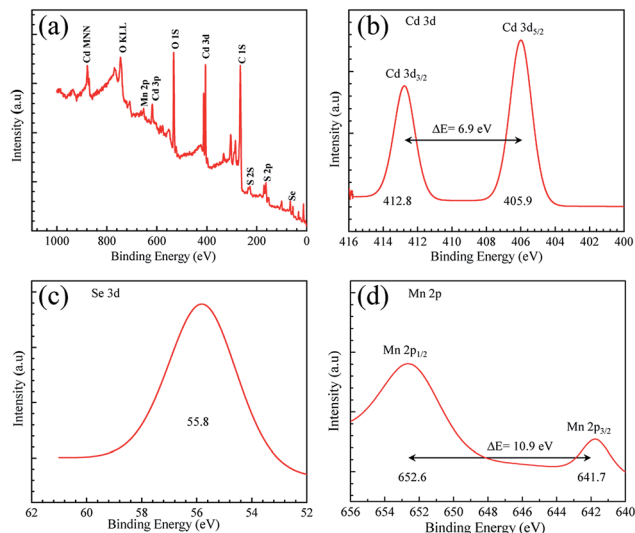 (a)
Cd MNN
O KLL
Mn 2p
Cd 3p
O 1S
Cd 3d
C 1S
S 2S
S 2p
Se
Intensity (a.u)
1000 800 600 400 200 0
Binding Energy (eV)
(b)
Cd 3d
Cd 3d5/2
Cd 3d3/2
ΔE= 6.9 eV
412.8
405.9
Intensity (a.u)
416 414 412 410 408 406 404 402 400
Binding Energy (eV)
(c)
Se 3d
55.8
Intensity (a.u)
62 60 58 56 54 52
Binding Energy (eV)
(d)
Mn 2p
Mn 2p1/2
Mn 2p3/2
ΔE= 10.9 eV
652.6
641.7
Intensity (a.u)
656 654 652 650 648 646 644 642 640
Binding Energy (eV)